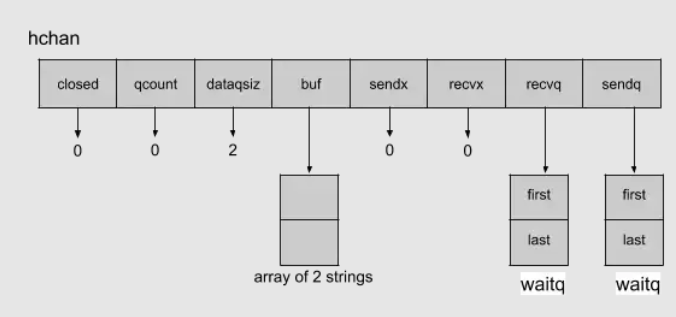 hchan
closed qcount dataqsiz buf sendx recvx recvq sendq
0 0 2 0 0
first first
last last
array of 2 strings
waitq waitq